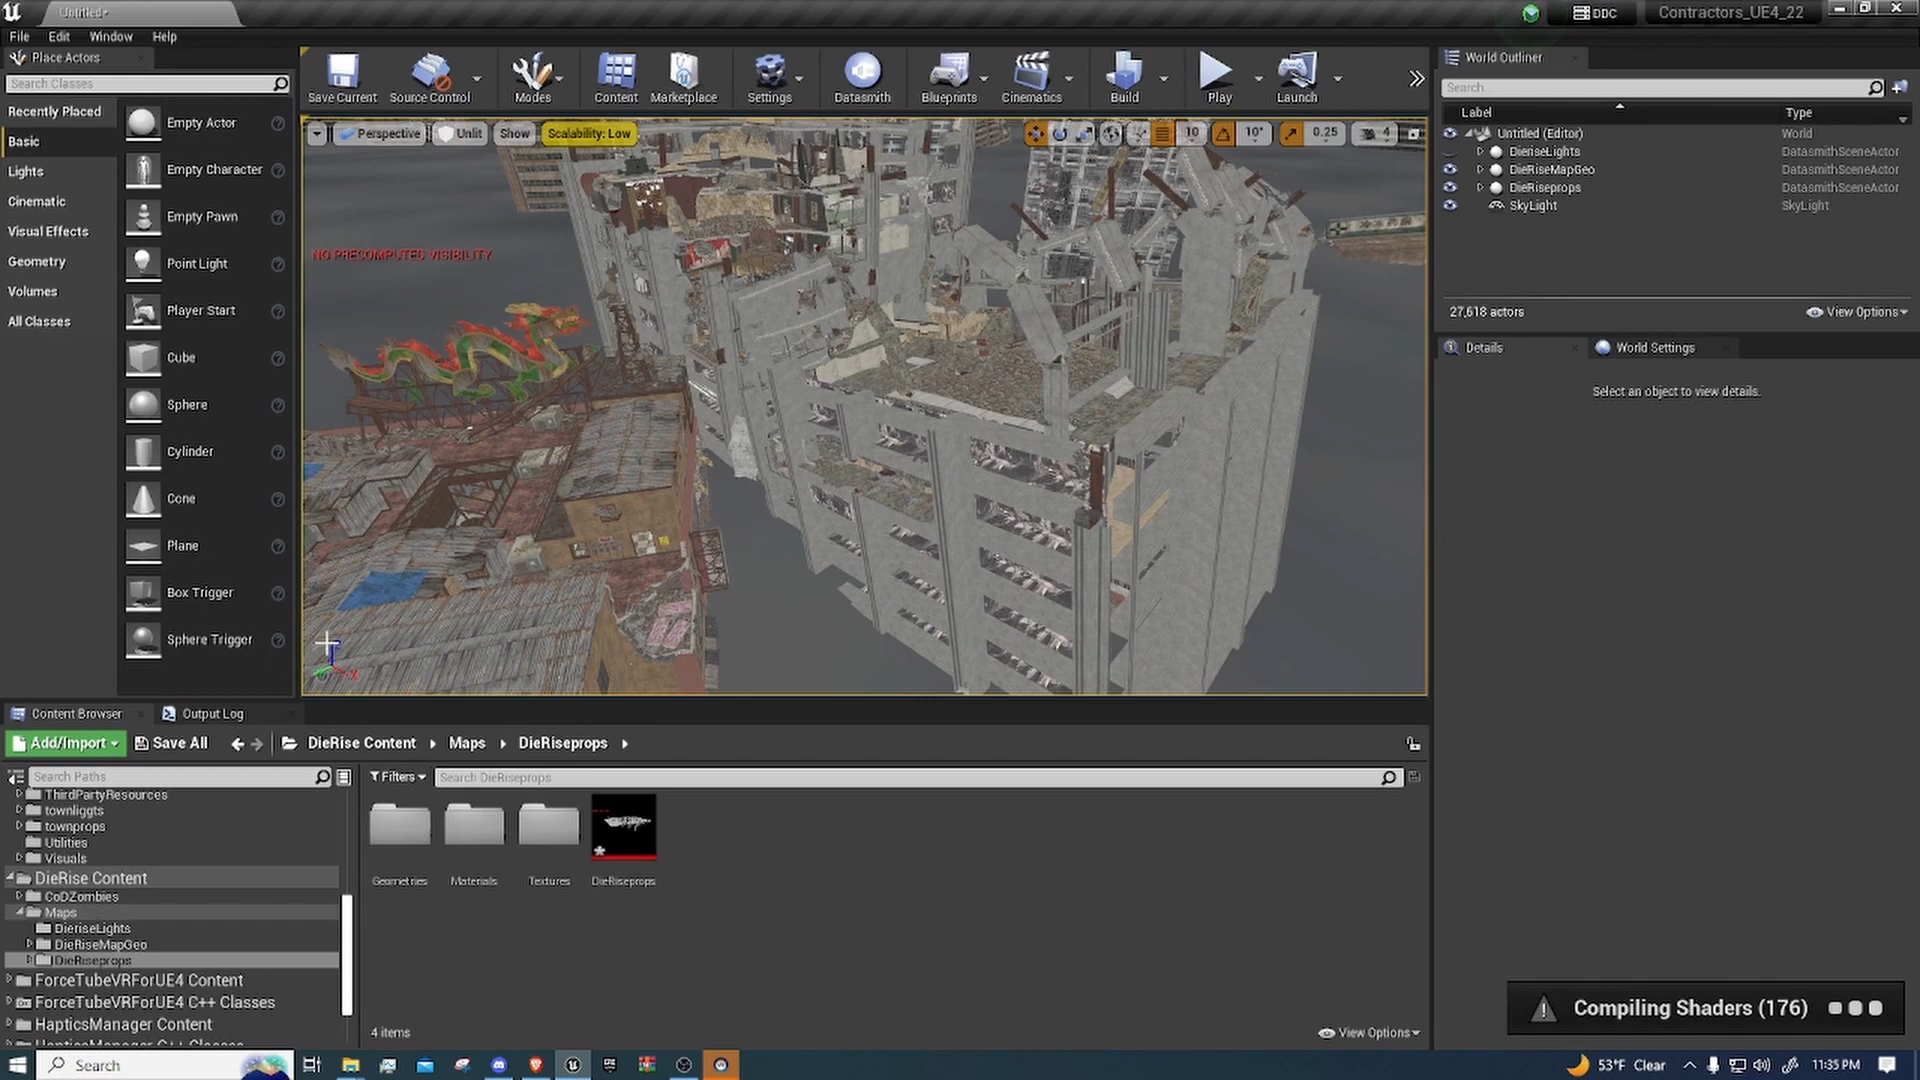 Untitled*
DDC
Contractors_UE4_22
File Edit Window Help
Place Actors
Search Classes
Recently Placed
Basic
Lights
Cinematic
Visual Effects
Geometry
Volumes
All Classes
Empty Actor
Empty Character
Empty Pawn
Point Light
Player Start
Cube
Sphere
Cylinder
Cone
Plane
Box Trigger
Sphere Trigger
Save Current
Source Control
Modes
Content
Marketplace
Settings
Datasmith
Blueprints
Cinematics
Build
Play
Launch
Perspective
Unlit
Show
Scalability: Low
10
10°
0.25
4
NO PRECOMPUTED VISIBILITY
X
World Outliner
Search...
Label Type
Untitled (Editor) World
DieriseLights DatasmithSceneActor
DieRiseMapGeo DatasmithSceneActor
DieRiseprops DatasmithSceneActor
SkyLight SkyLight
27,618 actors
View Options
Details
World Settings
Select an object to view details.
Content Browser
Output Log
Add/Import
Save All
DieRise Content
Maps
DieRiseprops
Search Paths
Filters
Search DieRiseprops
ThirdPartyResources
townliggts
townprops
Utilities
Visuals
DieRise Content
CoDZombies
Maps
DieriseLights
DieRiseMapGeo
DieRiseprops
ForceTubeVRForUE4 Content
ForceTubeVRForUE4 C++ Classes
HapticsManager Content
HapticsManager C++ Classes
Geometries
Materials
Textures
DieRiseprops
4 items
View Options
Compiling Shaders (176)
Search
53°F Clear
11:35 PM